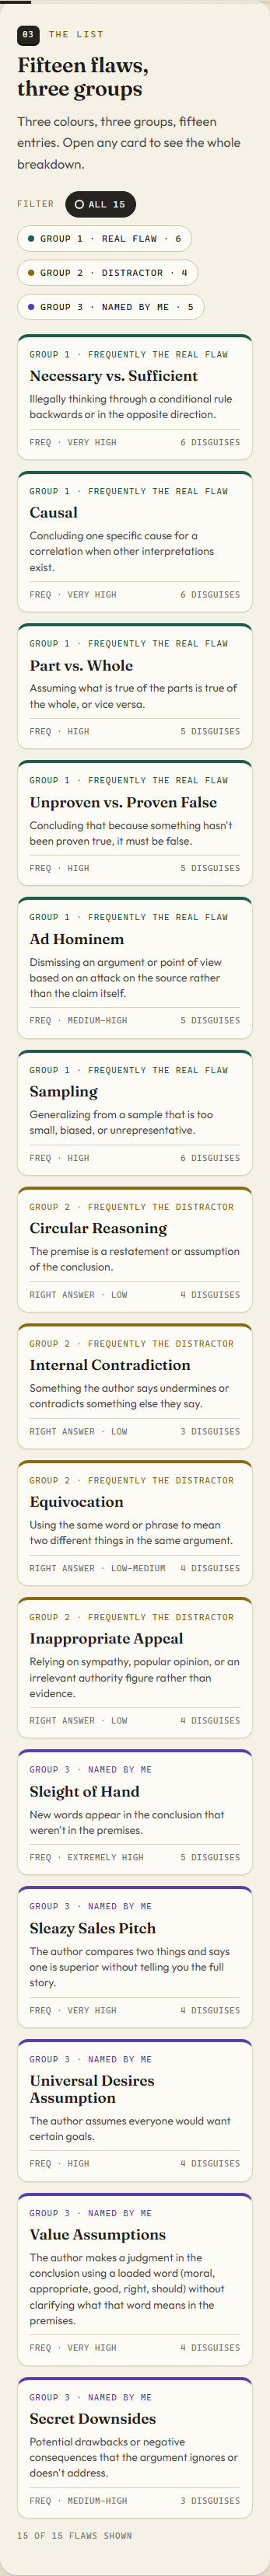 03 THE LIST
Fifteen flaws,
three groups
Three colours, three groups, fifteen
entries. Open any card to see the whole
breakdown.
FILTER ALL 15
GROUP 1 · REAL FLAW · 6
GROUP 2 · DISTRACTOR · 4
GROUP 3 · NAMED BY ME · 5
GROUP 1 · FREQUENTLY THE REAL FLAW
Necessary vs. Sufficient
Illegally thinking through a conditional rule
backwards or in the opposite direction.
FREQ · VERY HIGH 6 DISGUISES
GROUP 1 · FREQUENTLY THE REAL FLAW
Causal
Concluding one specific cause for a
correlation when other interpretations
exist.
FREQ · VERY HIGH 6 DISGUISES
GROUP 1 · FREQUENTLY THE REAL FLAW
Part vs. Whole
Assuming what is true of the parts is true of
the whole, or vice versa.
FREQ · HIGH 5 DISGUISES
GROUP 1 · FREQUENTLY THE REAL FLAW
Unproven vs. Proven False
Concluding that because something hasn't
been proven true, it must be false.
FREQ · HIGH 5 DISGUISES
GROUP 1 · FREQUENTLY THE REAL FLAW
Ad Hominem
Dismissing an argument or point of view
based on an attack on the source rather
than the claim itself.
FREQ · MEDIUM-HIGH 5 DISGUISES
GROUP 1 · FREQUENTLY THE REAL FLAW
Sampling
Generalizing from a sample that is too
small, biased, or unrepresentative.
FREQ · HIGH 6 DISGUISES
GROUP 2 · FREQUENTLY THE DISTRACTOR
Circular Reasoning
The premise is a restatement or assumption
of the conclusion.
RIGHT ANSWER · LOW 4 DISGUISES
GROUP 2 · FREQUENTLY THE DISTRACTOR
Internal Contradiction
Something the author says undermines or
contradicts something else they say.
RIGHT ANSWER · LOW 3 DISGUISES
GROUP 2 · FREQUENTLY THE DISTRACTOR
Equivocation
Using the same word or phrase to mean
two different things in the same argument.
RIGHT ANSWER · LOW-MEDIUM 4 DISGUISES
GROUP 2 · FREQUENTLY THE DISTRACTOR
Inappropriate Appeal
Relying on sympathy, popular opinion, or an
irrelevant authority figure rather than
evidence.
RIGHT ANSWER · LOW 4 DISGUISES
GROUP 3 · NAMED BY ME
Sleight of Hand
New words appear in the conclusion that
weren't in the premises.
FREQ · EXTREMELY HIGH 5 DISGUISES
GROUP 3 · NAMED BY ME
Sleazy Sales Pitch
The author compares two things and says
one is superior without telling you the full
story.
FREQ · VERY HIGH 4 DISGUISES
GROUP 3 · NAMED BY ME
Universal Desires
Assumption
The author assumes everyone would want
certain goals.
FREQ · HIGH 4 DISGUISES
GROUP 3 · NAMED BY ME
Value Assumptions
The author makes a judgment in the
conclusion using a loaded word (moral,
appropriate, good, right, should) without
clarifying what that word means in the
premises.
FREQ · VERY HIGH 4 DISGUISES
GROUP 3 · NAMED BY ME
Secret Downsides
Potential drawbacks or negative
consequences that the argument ignores or
doesn't address.
FREQ · MEDIUM-HIGH 3 DISGUISES
15 OF 15 FLAWS SHOWN